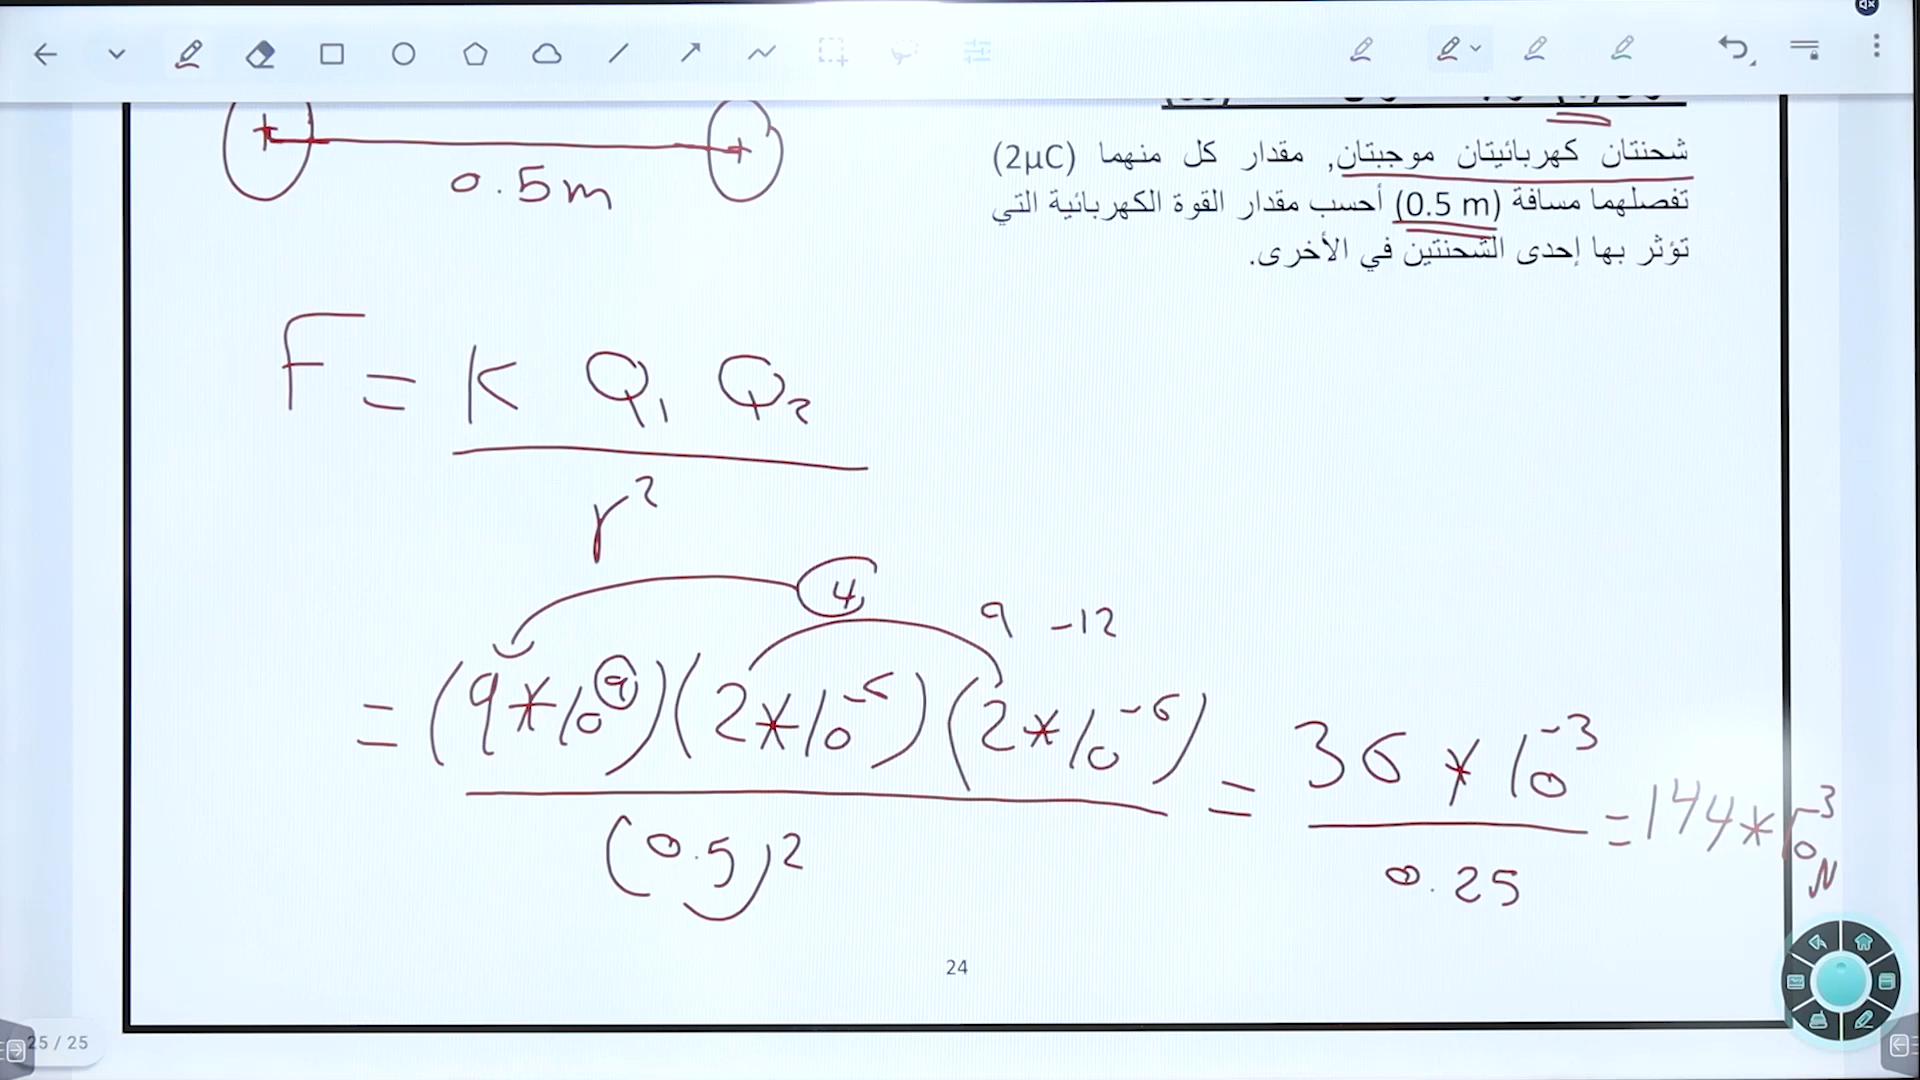 شحنتان كهربائيتان موجبتان, مقدار كل منهما (2μC)
تفصلهما مسافة (0.5 m) أحسب مقدار القوة الكهربائية التي
تؤثر بها إحدى الشحنتين في الأخرى.
+ +
0.5m
F = K Q₁ Q₂
r²
4
9 -12
= (9*10⁹)(2*10⁻⁶)(2*10⁻⁶) = 36 * 10⁻³ = 144*10⁻³ N
(0.5)² 0.25
24
25 / 25